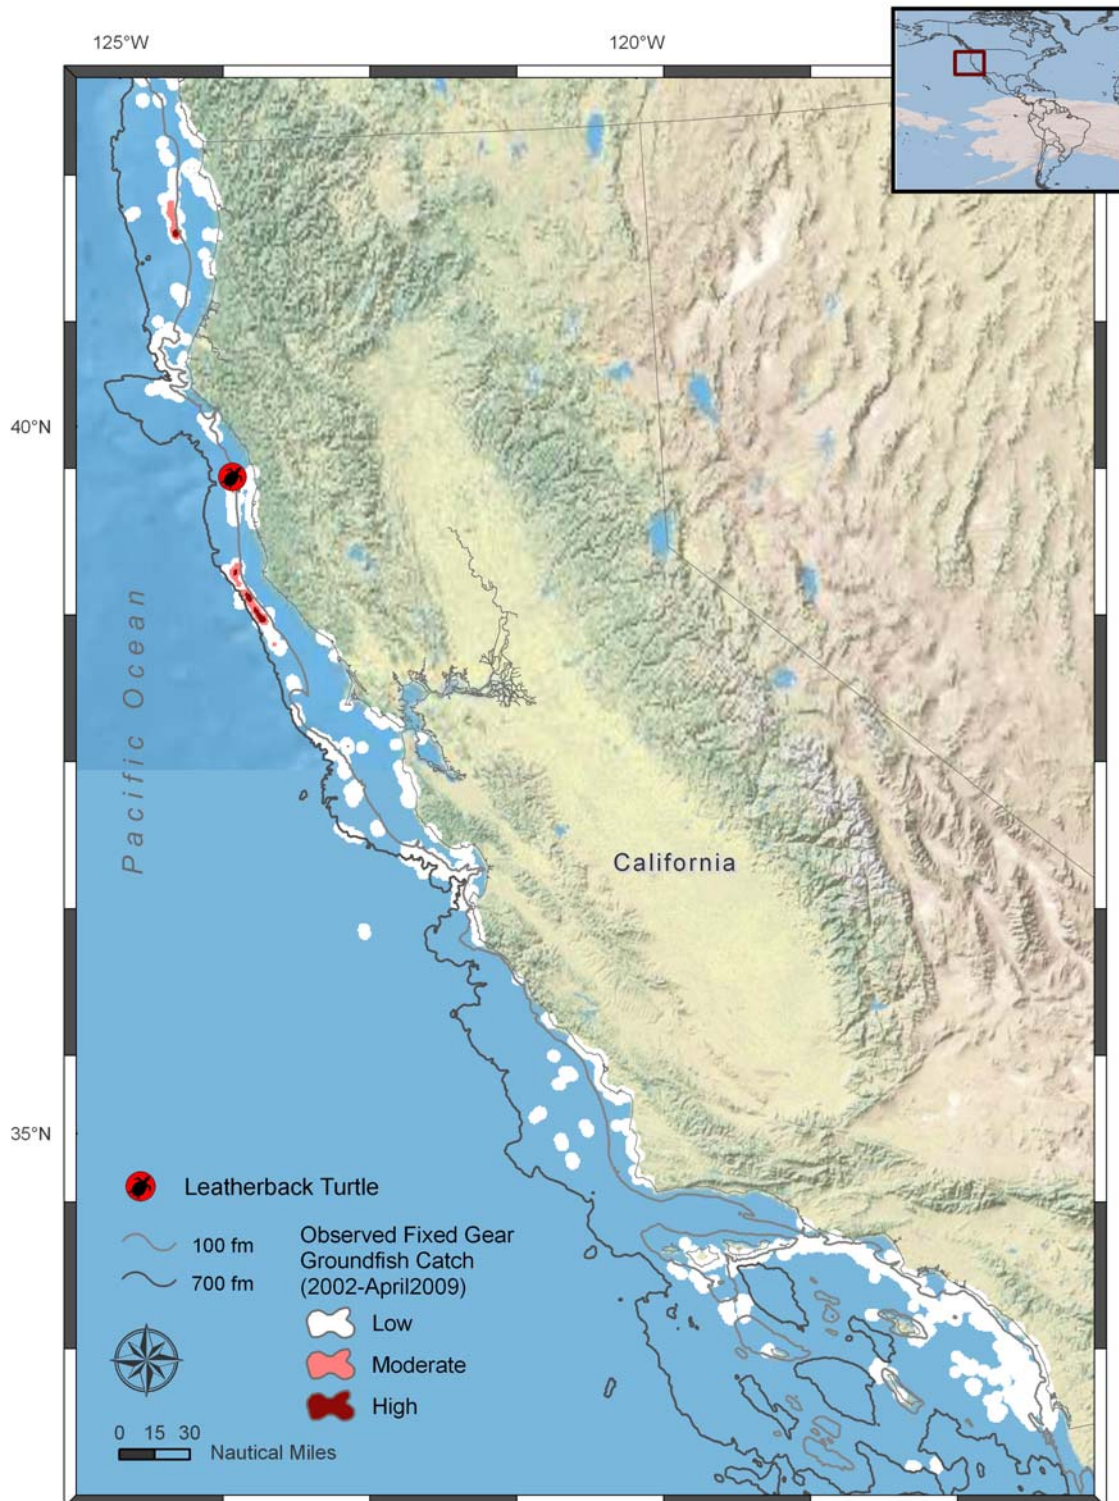 125°W
120°W
40°N
Pacific Ocean
California
35°N
Leatherback Turtle
100 fm
700 fm
Observed Fixed Gear
Groundfish Catch
(2002-April2009)
Low
Moderate
High
0 15 30
Nautical Miles